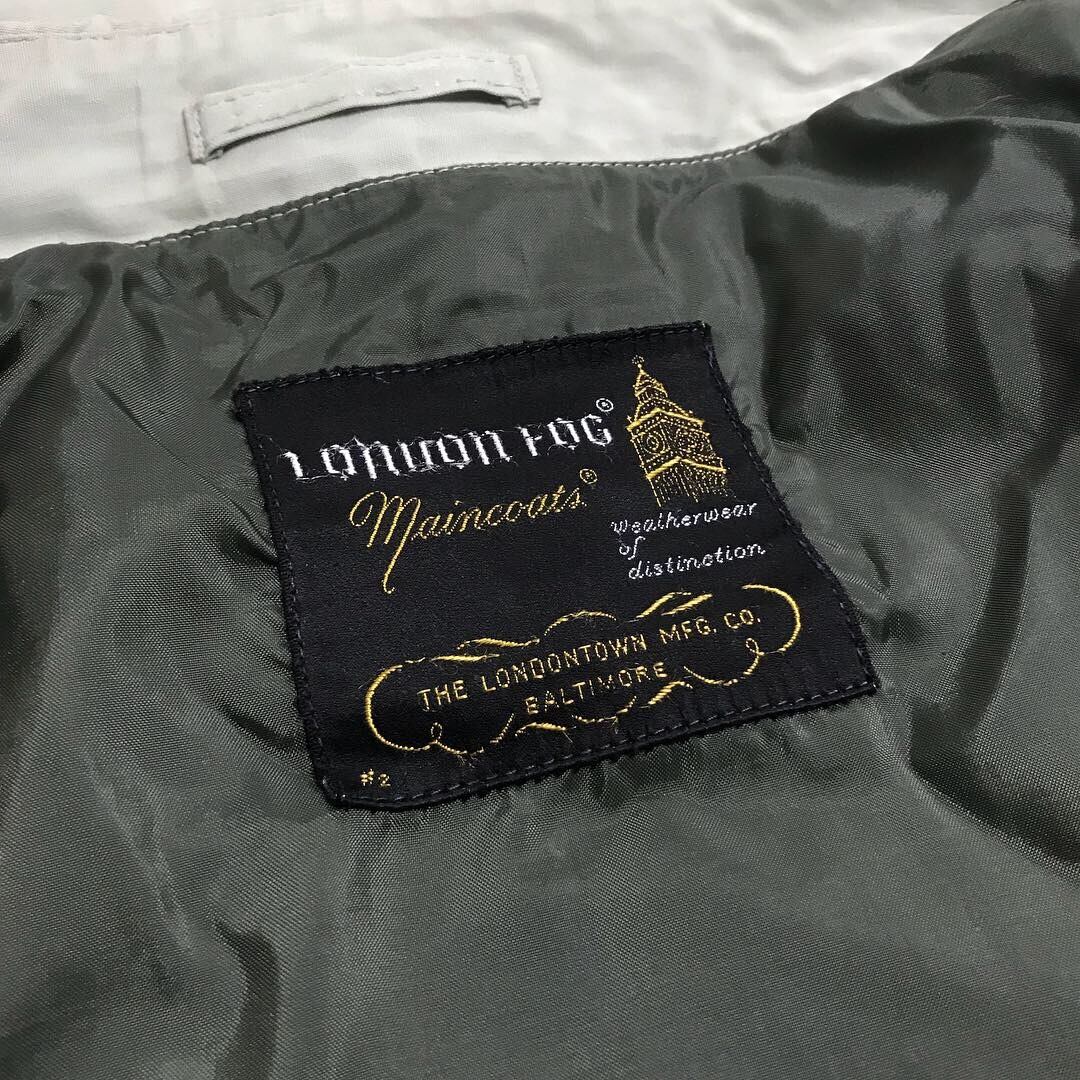 LONDON FOG®
Maincoats®
weatherwear
of
distinction
THE LONDONTOWN MFG. CO.
BALTIMORE
#2